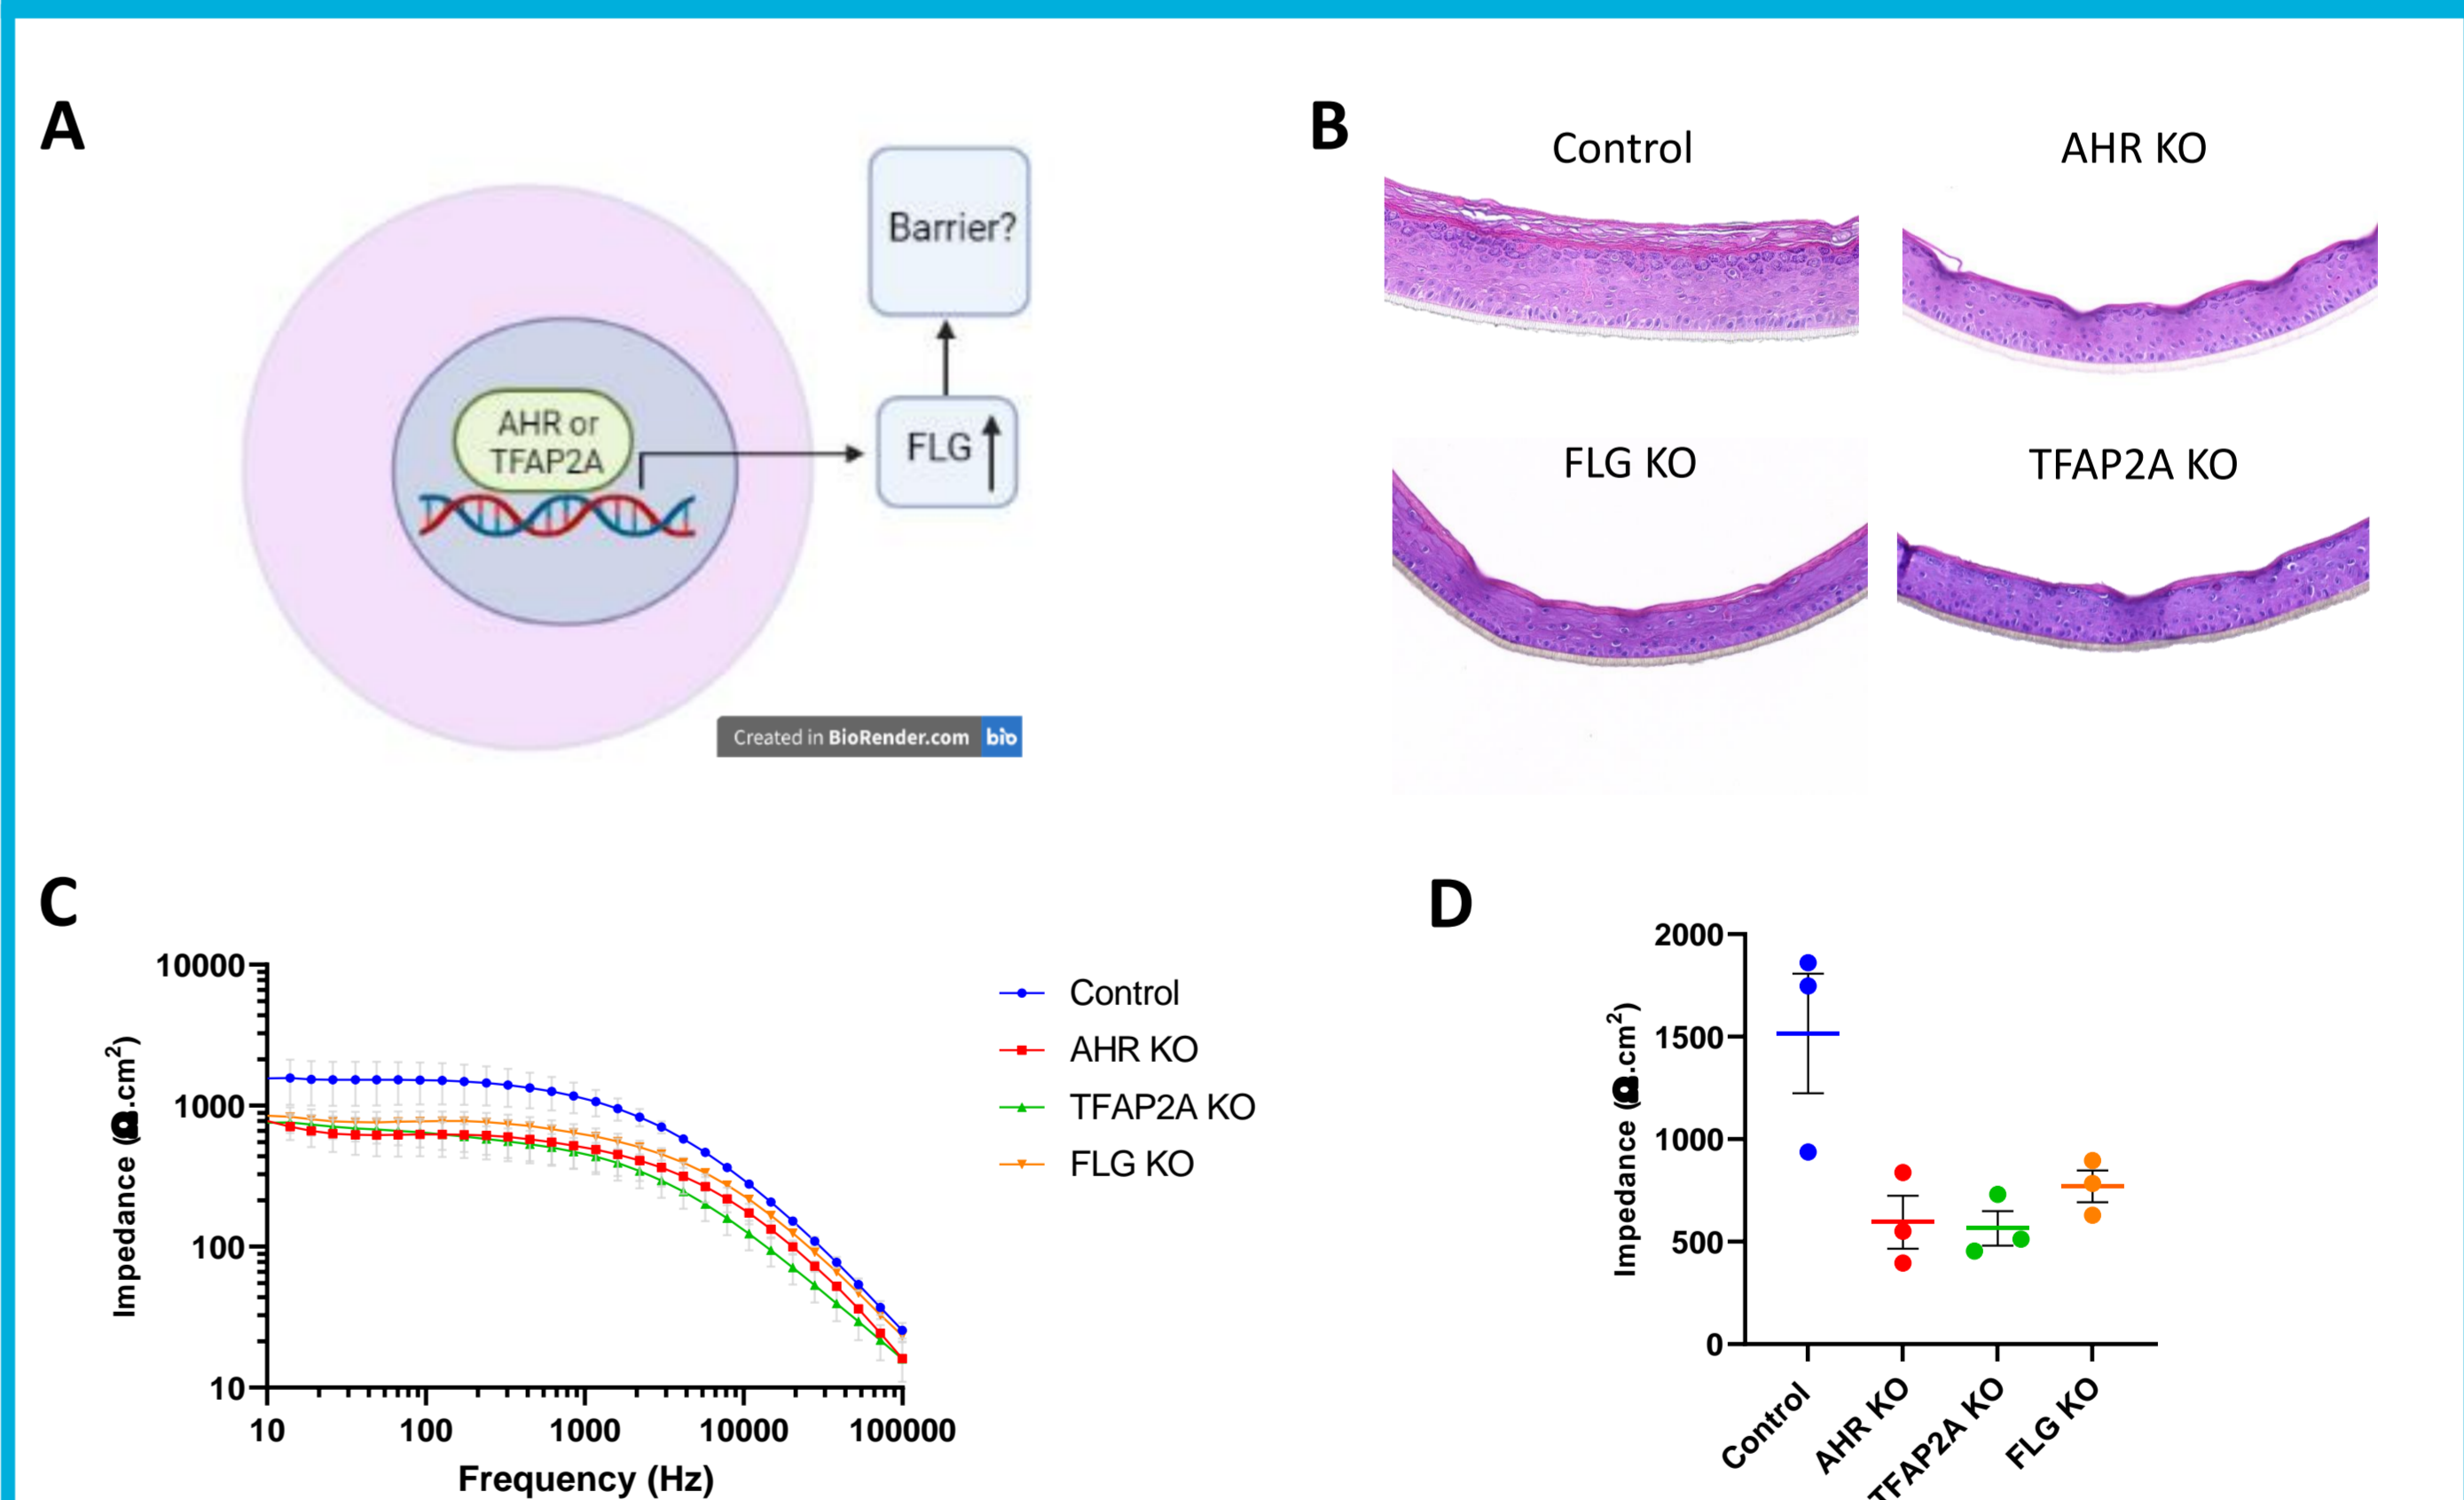 A
Barrier?
AHR or
TFAP2A
FLG
Created in BioRender.com bio
B
Control
AHR KO
FLG KO
TFAP2A KO
C
10000
1000
100
10
10 100 1000 10000 100000
Impedance ( .cm²)
Frequency (Hz)
Control
AHR KO
TFAP2A KO
FLG KO
D
2000
1500
1000
500
0
Impedance ( .cm²)
Control
AHR KO
TFAP2A KO
FLG KO